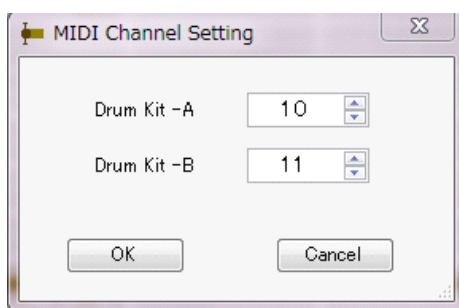 MIDI Channel Setting
Drum Kit -A 10
Drum Kit -B 11
OK Cancel